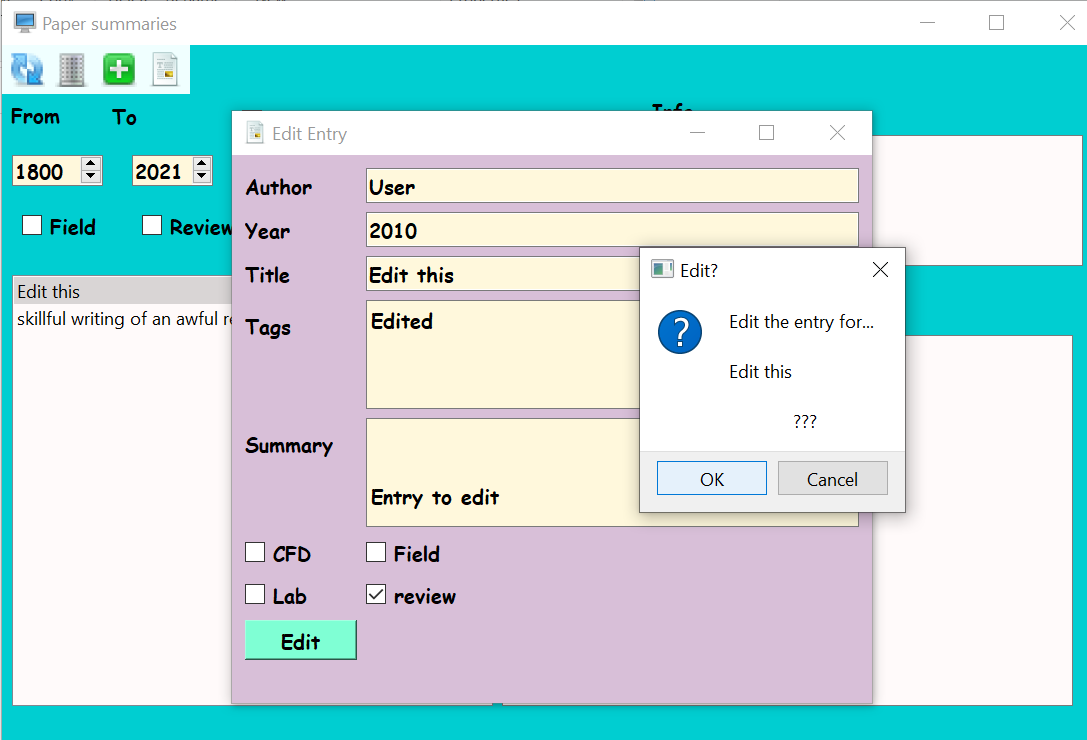 Paper summaries
From To
1800 2021
Field Review
Edit this
skillful writing of an awful
Info
Edit Entry
Author User
Year 2010
Title Edit this
Tags Edited
Summary Entry to edit
CFD Field
Lab review
Edit
Edit?
Edit the entry for...
Edit this
???
OK Cancel